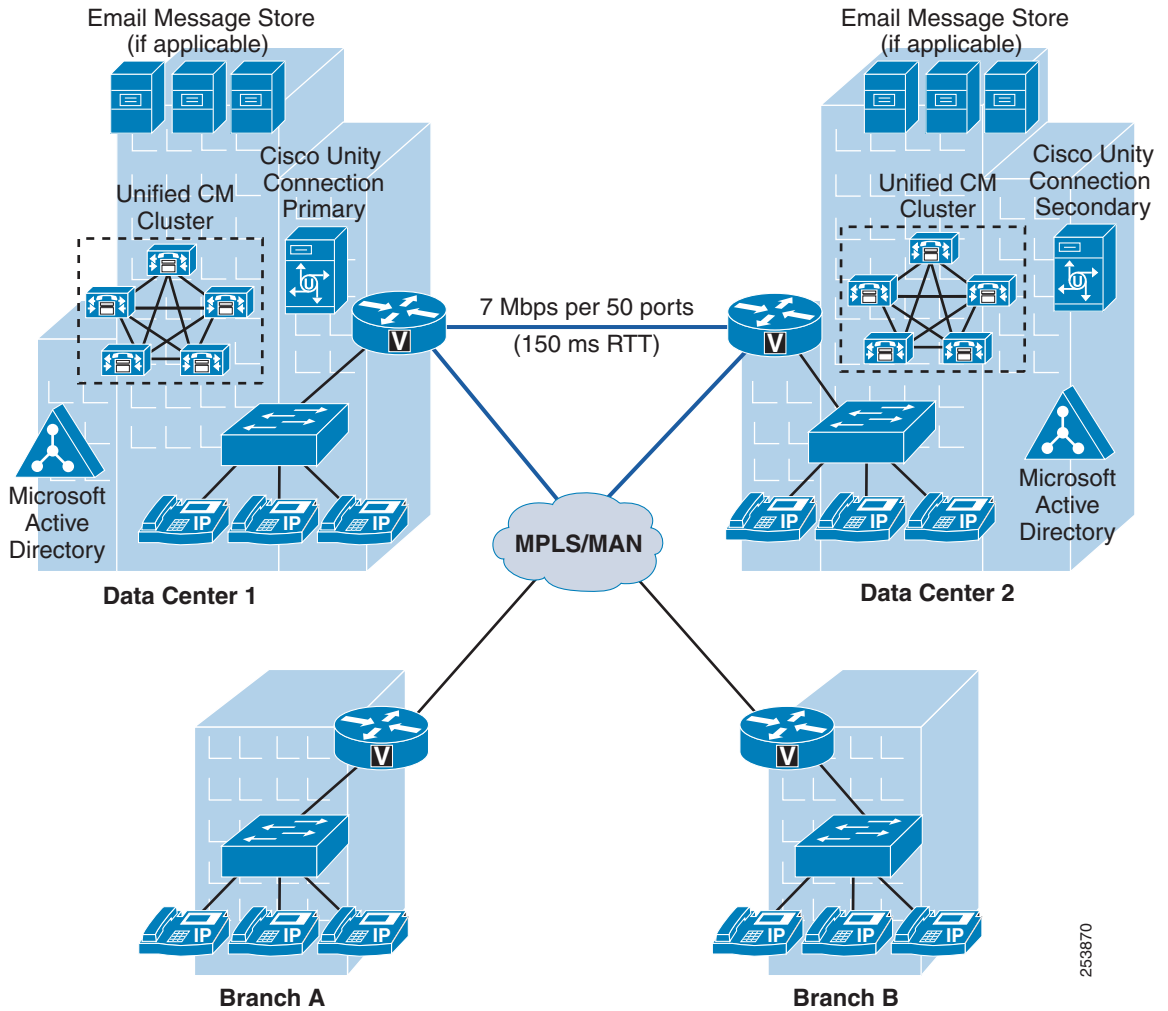 Email Message Store
(if applicable)
Email Message Store
(if applicable)
Cisco Unity
Connection
Primary
Unified CM
Cluster
Unified CM
Cluster
Cisco Unity
Connection
Secondary
U
U
7 Mbps per 50 ports
(150 ms RTT)
V
V
Microsoft
Active
Directory
IP
IP
IP
IP
IP
IP
Microsoft
Active
Directory
MPLS/MAN
Data Center 1
Data Center 2
V
V
IP
IP
IP
IP
IP
IP
Branch A
Branch B
253870